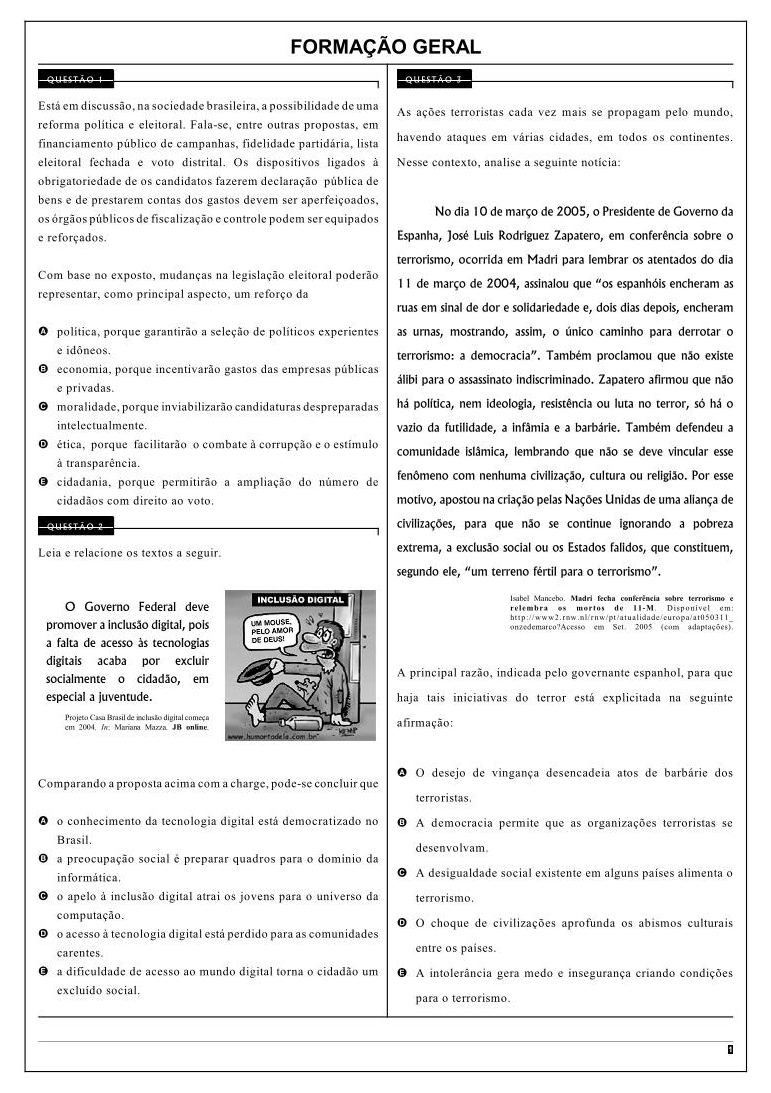 FORMAÇÃO GERAL
QUESTÃO 1
Está em discussão, na sociedade brasileira, a possibilidade de uma
reforma política e eleitoral. Fala-se, entre outras propostas, em
financiamento público de campanhas, fidelidade partidária, lista
eleitoral fechada e voto distrital. Os dispositivos ligados à
obrigatoriedade de os candidatos fazerem declaração pública de
bens e de prestarem contas dos gastos devem ser aperfeiçoados,
os órgãos públicos de fiscalização e controle podem ser equipados
e reforçados.
Com base no exposto, mudanças na legislação eleitoral poderão
representar, como principal aspecto, um reforço da
A política, porque garantirão a seleção de políticos experientes
e idôneos.
B economia, porque incentivarão gastos das empresas públicas
e privadas.
C moralidade, porque inviabilizarão candidaturas despreparadas
intelectualmente.
D ética, porque facilitarão o combate à corrupção e o estímulo
à transparência.
E cidadania, porque permitirão a ampliação do número de
cidadãos com direito ao voto.
QUESTÃO 2
Leia e relacione os textos a seguir.
O Governo Federal deve
promover a inclusão digital, pois
a falta de acesso às tecnologias
digitais acaba por excluir
socialmente o cidadão, em
especial a juventude.
Projeto Casa Brasil de inclusão digital começa
em 2004. In: Mariana Mazza. JB online.
INCLUSÃO DIGITAL
UM MOUSE,
PELO AMOR
DE DEUS!
www.humortadela.com.br
Comparando a proposta acima com a charge, pode-se concluir que
A o conhecimento da tecnologia digital está democratizado no
Brasil.
B a preocupação social é preparar quadros para o domínio da
informática.
C o apelo à inclusão digital atrai os jovens para o universo da
computação.
D o acesso à tecnologia digital está perdido para as comunidades
carentes.
E a dificuldade de acesso ao mundo digital torna o cidadão um
excluído social.
QUESTÃO 3
As ações terroristas cada vez mais se propagam pelo mundo,
havendo ataques em várias cidades, em todos os continentes.
Nesse contexto, analise a seguinte notícia:
No dia 10 de março de 2005, o Presidente de Governo da
Espanha, José Luis Rodriguez Zapatero, em conferência sobre o
terrorismo, ocorrida em Madri para lembrar os atentados do dia
11 de março de 2004, assinalou que “os espanhóis encheram as
ruas em sinal de dor e solidariedade e, dois dias depois, encheram
as urnas, mostrando, assim, o único caminho para derrotar o
terrorismo: a democracia”. Também proclamou que não existe
álibi para o assassinato indiscriminado. Zapatero afirmou que não
há política, nem ideologia, resistência ou luta no terror, só há o
vazio da futilidade, a infâmia e a barbárie. Também defendeu a
comunidade islâmica, lembrando que não se deve vincular esse
fenômeno com nenhuma civilização, cultura ou religião. Por esse
motivo, apostou na criação pelas Nações Unidas de uma aliança de
civilizações, para que não se continue ignorando a pobreza
extrema, a exclusão social ou os Estados falidos, que constituem,
segundo ele, “um terreno fértil para o terrorismo”.
Isabel Mancebo. Madri fecha conferência sobre terrorismo e
relembra os mortos de 11-M. Disponível em:
http://www2.rnw.nl/rnw/pt/atualidade/europa/at050311_
onzedemarco?Acesso em Set. 2005 (com adaptações).
A principal razão, indicada pelo governante espanhol, para que
haja tais iniciativas do terror está explicitada na seguinte
afirmação:
A O desejo de vingança desencadeia atos de barbárie dos
terroristas.
B A democracia permite que as organizações terroristas se
desenvolvam.
C A desigualdade social existente em alguns países alimenta o
terrorismo.
D O choque de civilizações aprofunda os abismos culturais
entre os países.
E A intolerância gera medo e insegurança criando condições
para o terrorismo.
1